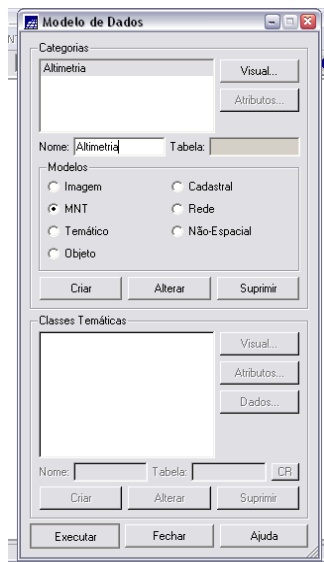 Modelo de Dados
Categorias
Altimetria
Visual...
Atributos...
Nome: Altimetria Tabela:
Modelos
Imagem Cadastral
MNT Rede
Temático Não-Espacial
Objeto
Criar Alterar Suprimir
Classes Temáticas
Visual...
Atributos...
Dados...
Nome: Tabela: CR
Criar Alterar Suprimir
Executar Fechar Ajuda